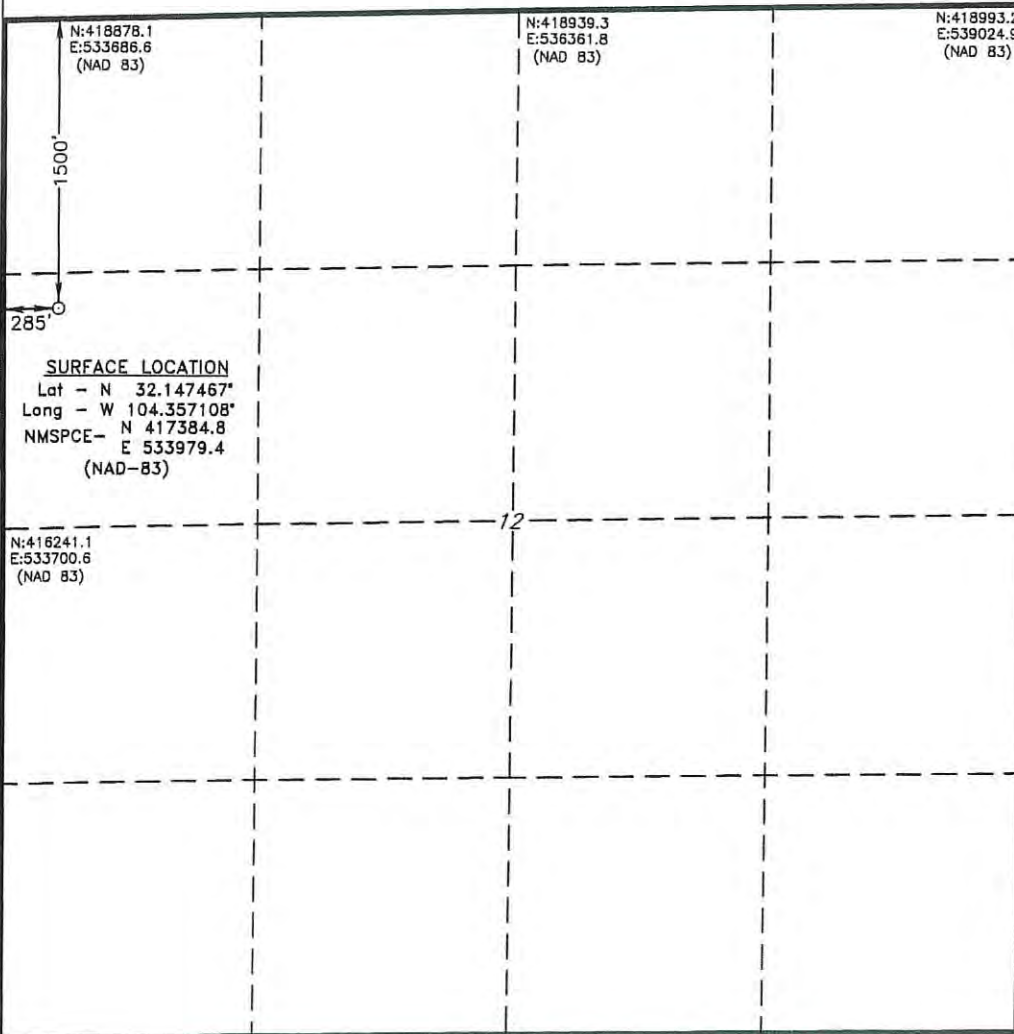 N:418878.1
E:533686.6
(NAD 83)
N:418939.3
E:536361.8
(NAD 83)
N:418993.2
E:539024.9
(NAD 83)
1500'
285'
SURFACE LOCATION
Lat - N 32.147467°
Long - W 104.357108°
NMSPCE- N 417384.8
E 533979.4
(NAD-83)
12
N:416241.1
E:533700.6
(NAD 83)